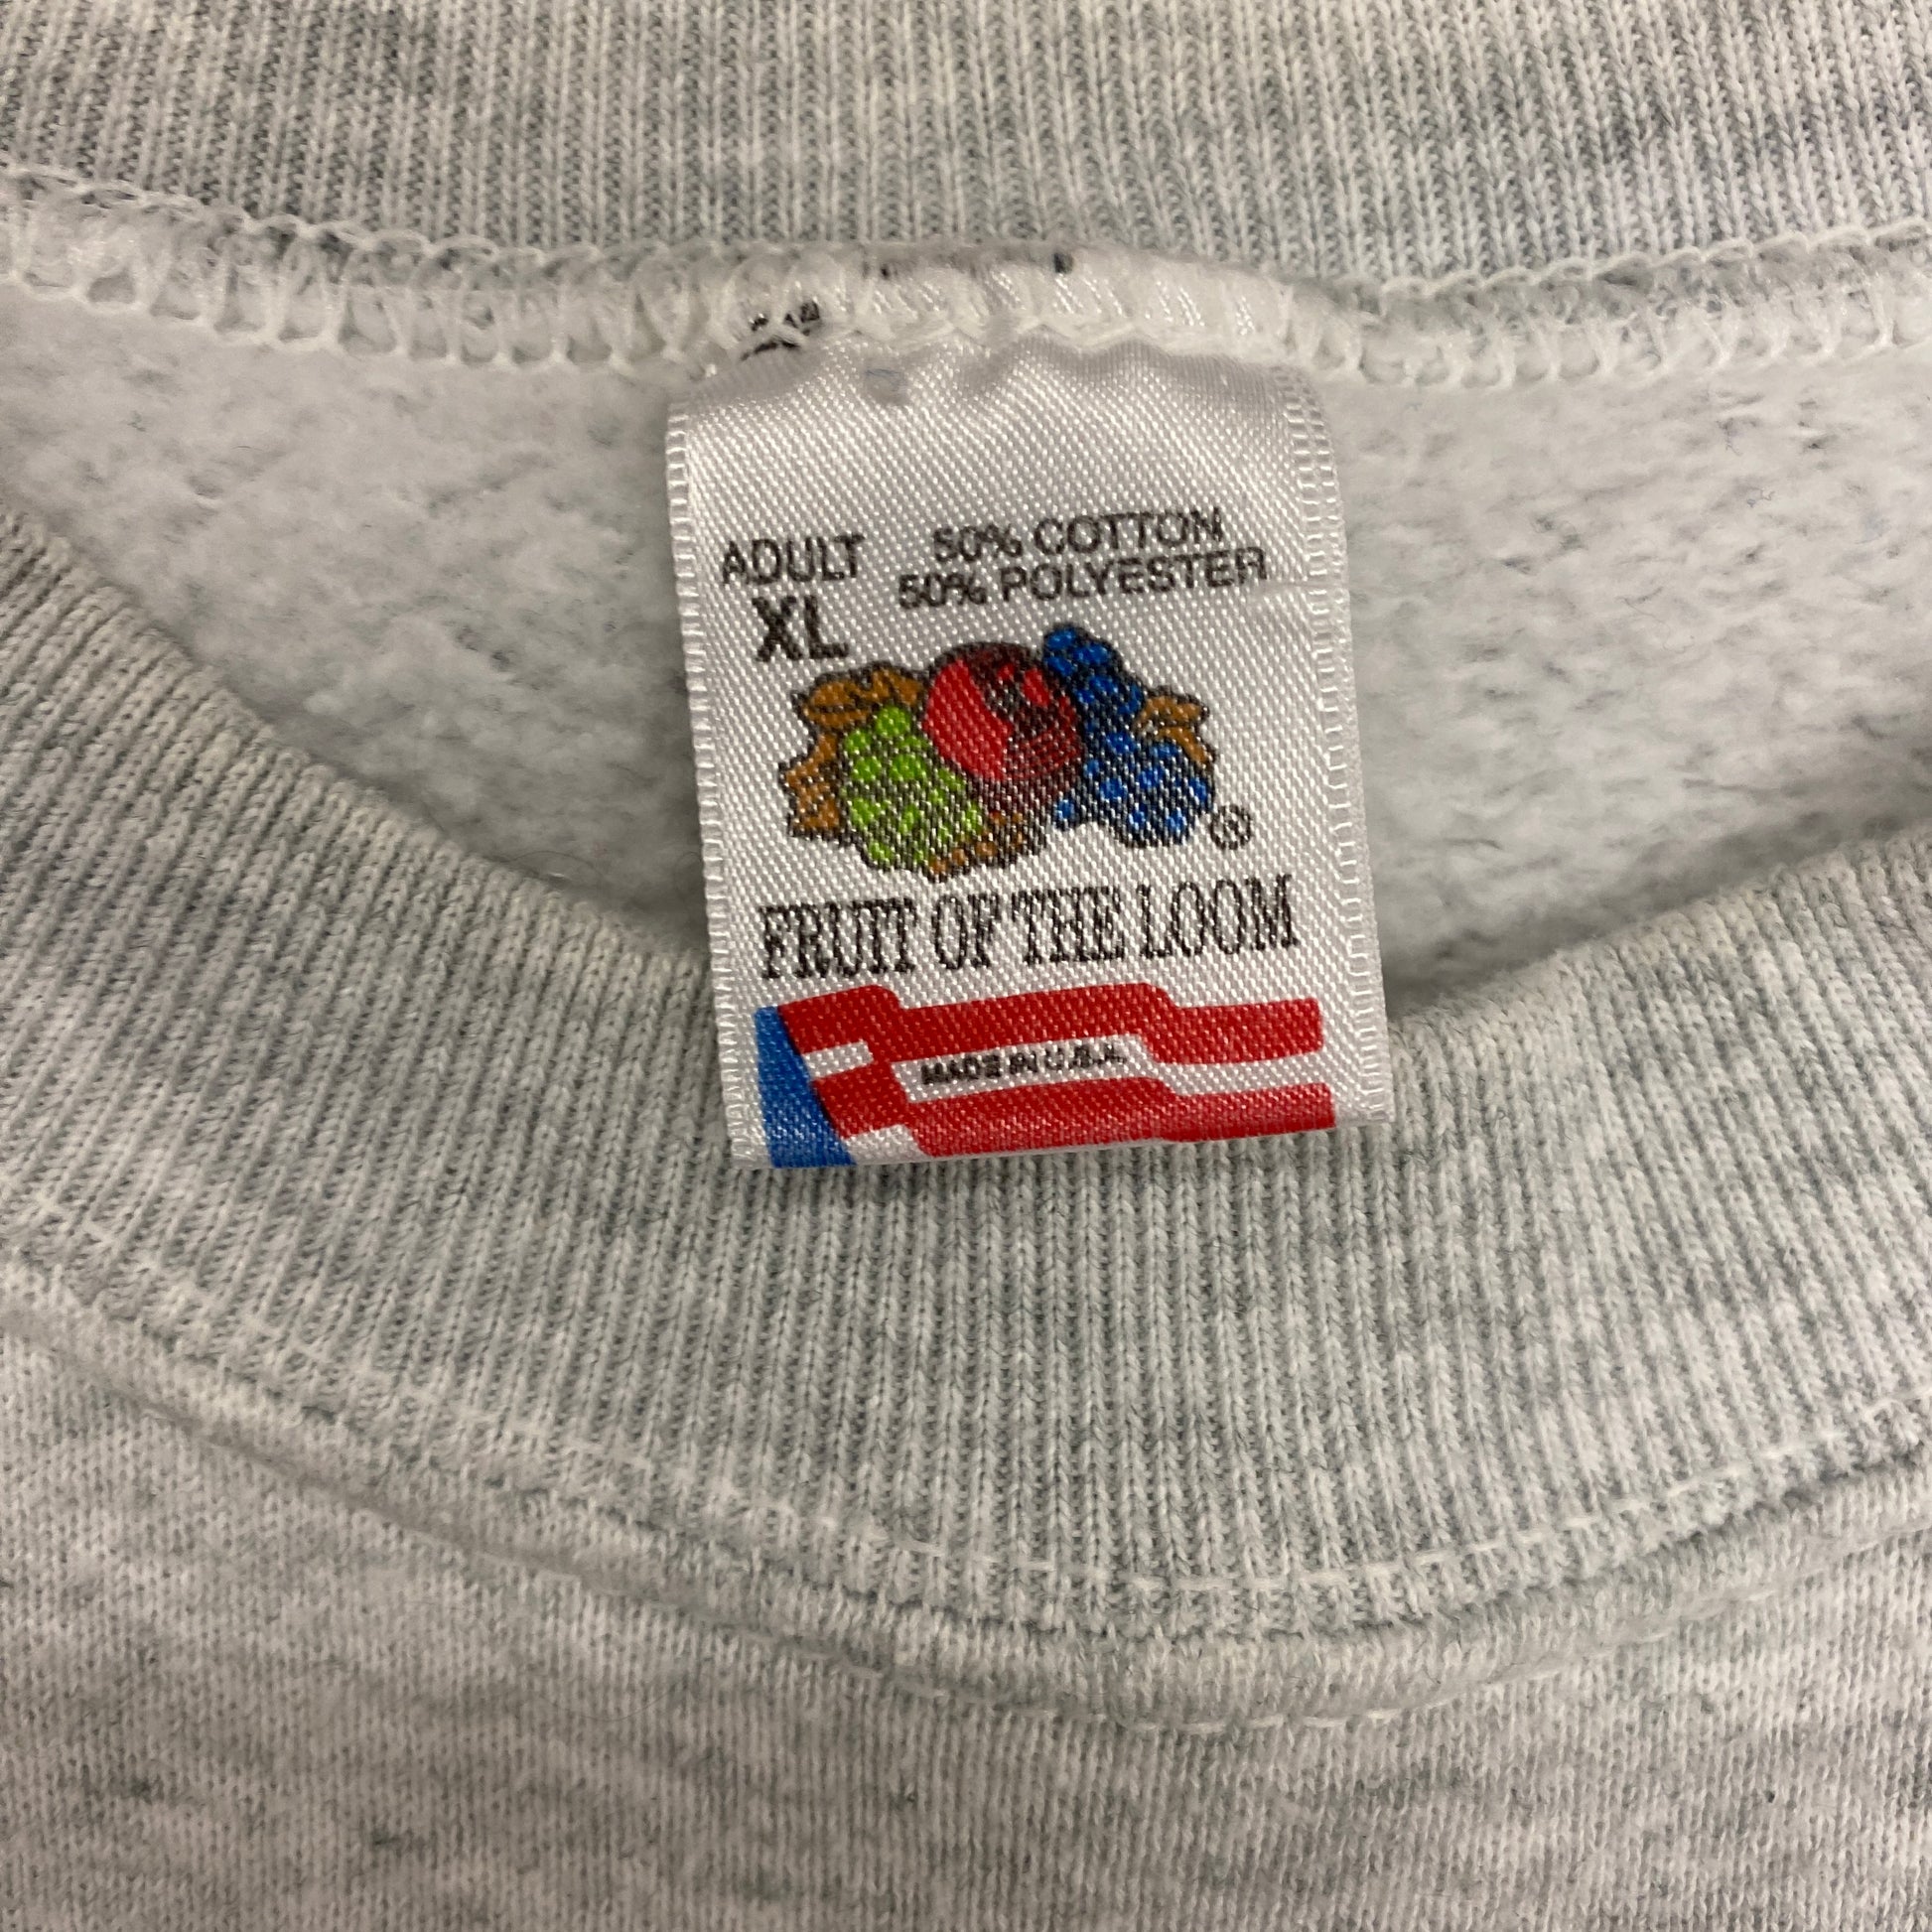 ADULT
XL
50% COTTON
50% POLYESTER
®
FRUIT OF THE LOOM
MADE IN U.S.A.